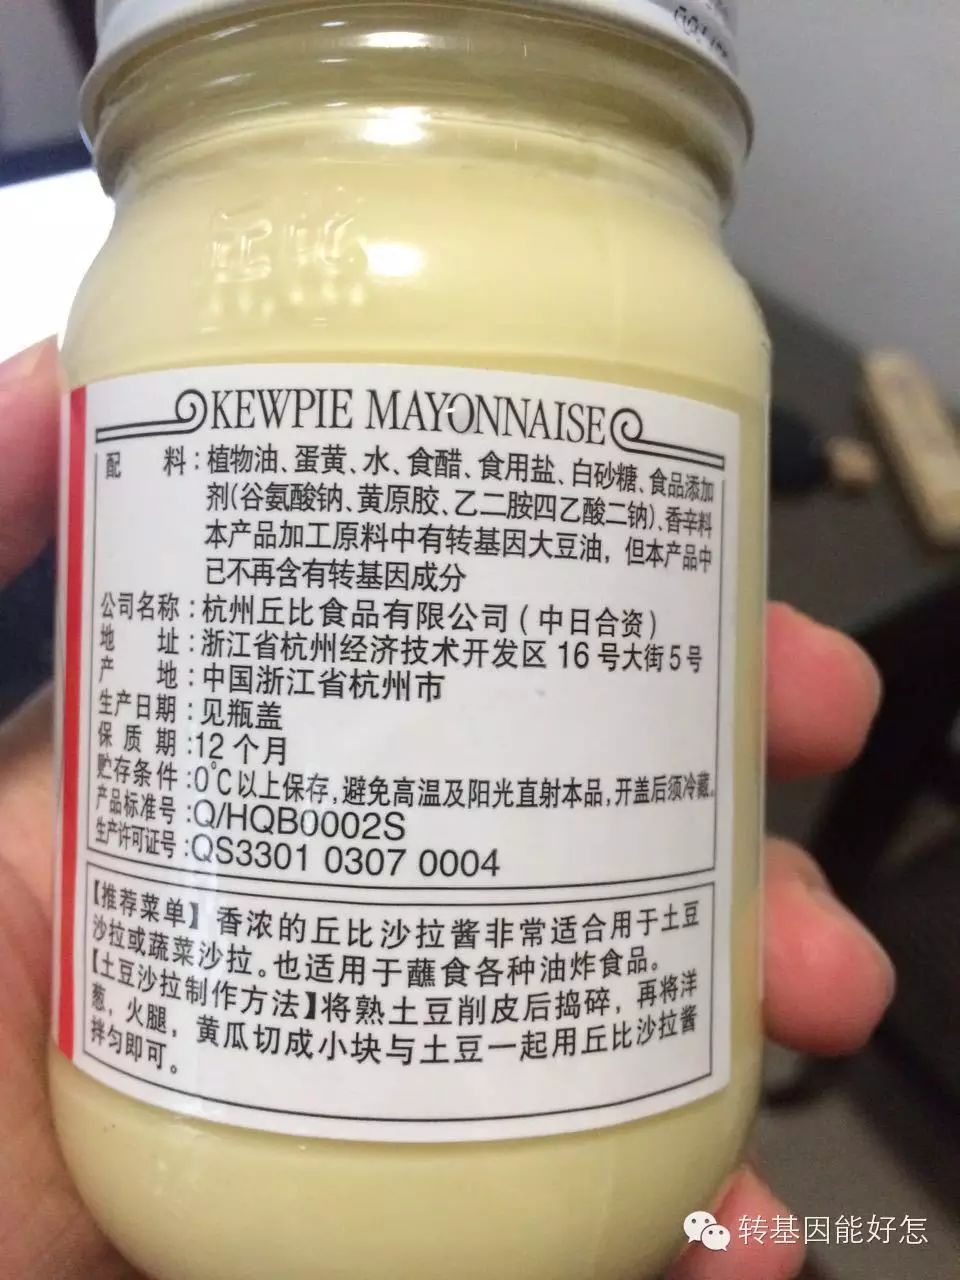 丘比
KEWPIE MAYONNAISE
配 料：植物油、蛋黄、水、食醋、食用盐、白砂糖、食品添加
剂（谷氨酸钠、黄原胶、乙二胺四乙酸二钠）、香辛料
本产品加工原料中有转基因大豆油，但本产品中
已不再含有转基因成分
公司名称：杭州丘比食品有限公司（中日合资）
地 址：浙江省杭州经济技术开发区16号大街5号
产 地：中国浙江省杭州市
生产日期：见瓶盖
保 质 期：12个月
贮存条件：0℃以上保存，避免高温及阳光直射本品，开盖后须冷藏。
产品标准号：Q/HQB0002S
生产许可证号：QS3301 0307 0004
【推荐菜单】香浓的丘比沙拉酱非常适合用于土豆
沙拉或蔬菜沙拉。也适用于蘸食各种油炸食品。
【土豆沙拉制作方法】将熟土豆削皮后捣碎，再将洋
葱，火腿，黄瓜切成小块与土豆一起用丘比沙拉酱
拌匀即可。
转基因能好怎